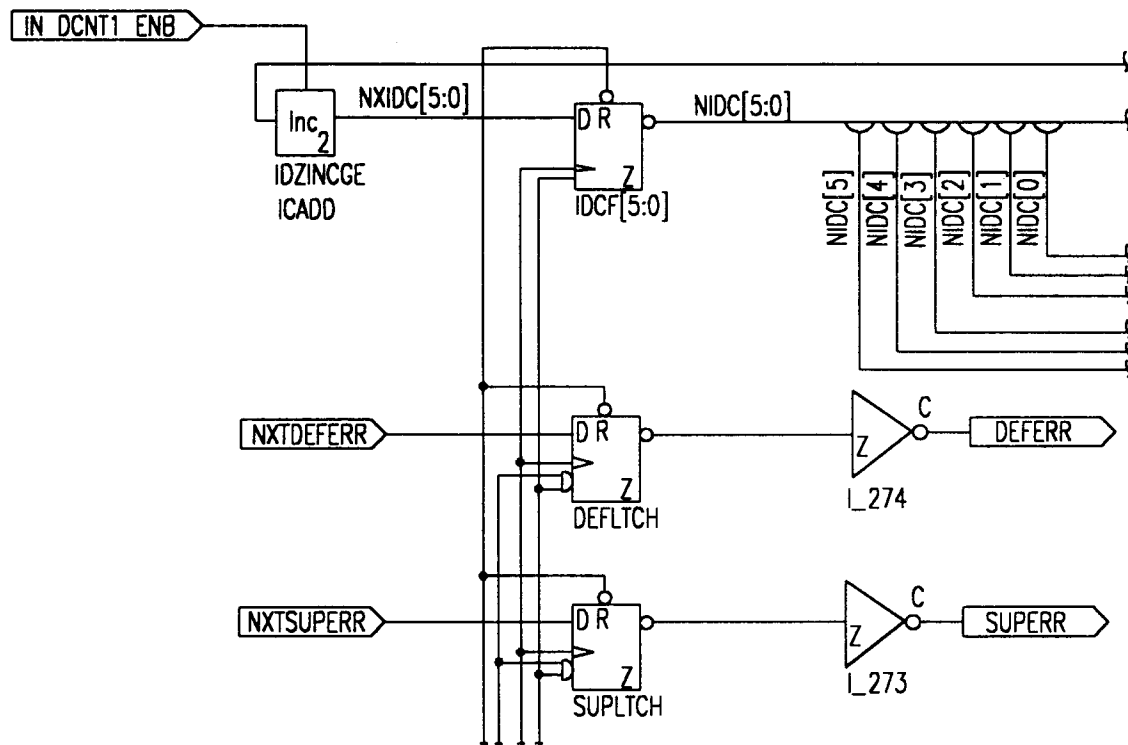 IN DCNT1 ENB
Inc2
NXIDC[5:0]
IDZINCGE
ICADD
D R
Z
IDCF[5:0]
NIDC[5:0]
NIDC[5]
NIDC[4]
NIDC[3]
NIDC[2]
NIDC[1]
NIDC[0]
NXTDEFERR
D R
Z
DEFLTCH
Z
C
I_274
DEFERR
NXTSUPERR
D R
Z
SUPLTCH
Z
C
I_273
SUPERR